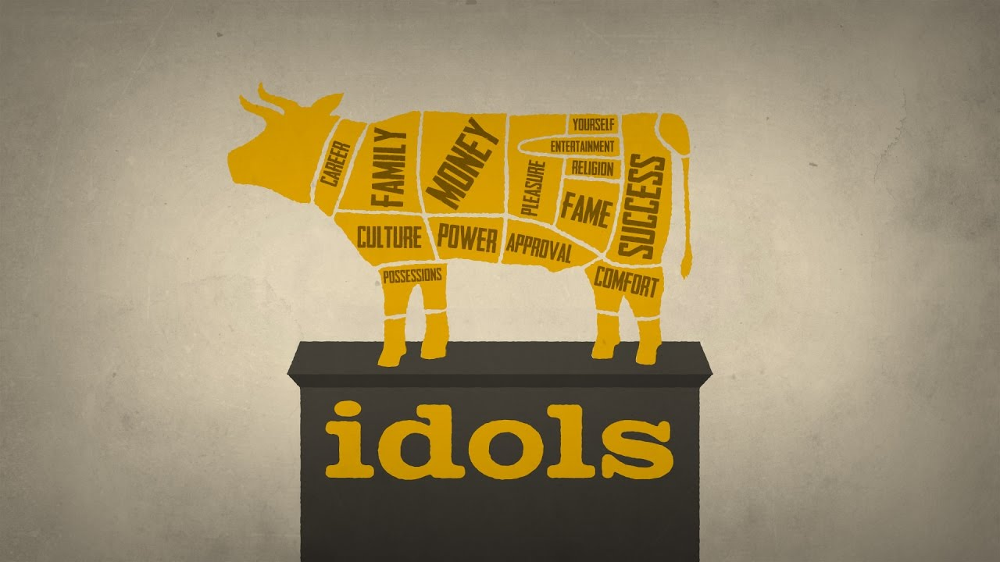 CAREER
FAMILY
MONEY
PLEASURE
YOURSELF
ENTERTAINMENT
RELIGION
FAME
SUCCESS
CULTURE
POWER
APPROVAL
POSSESSIONS
COMFORT
idols